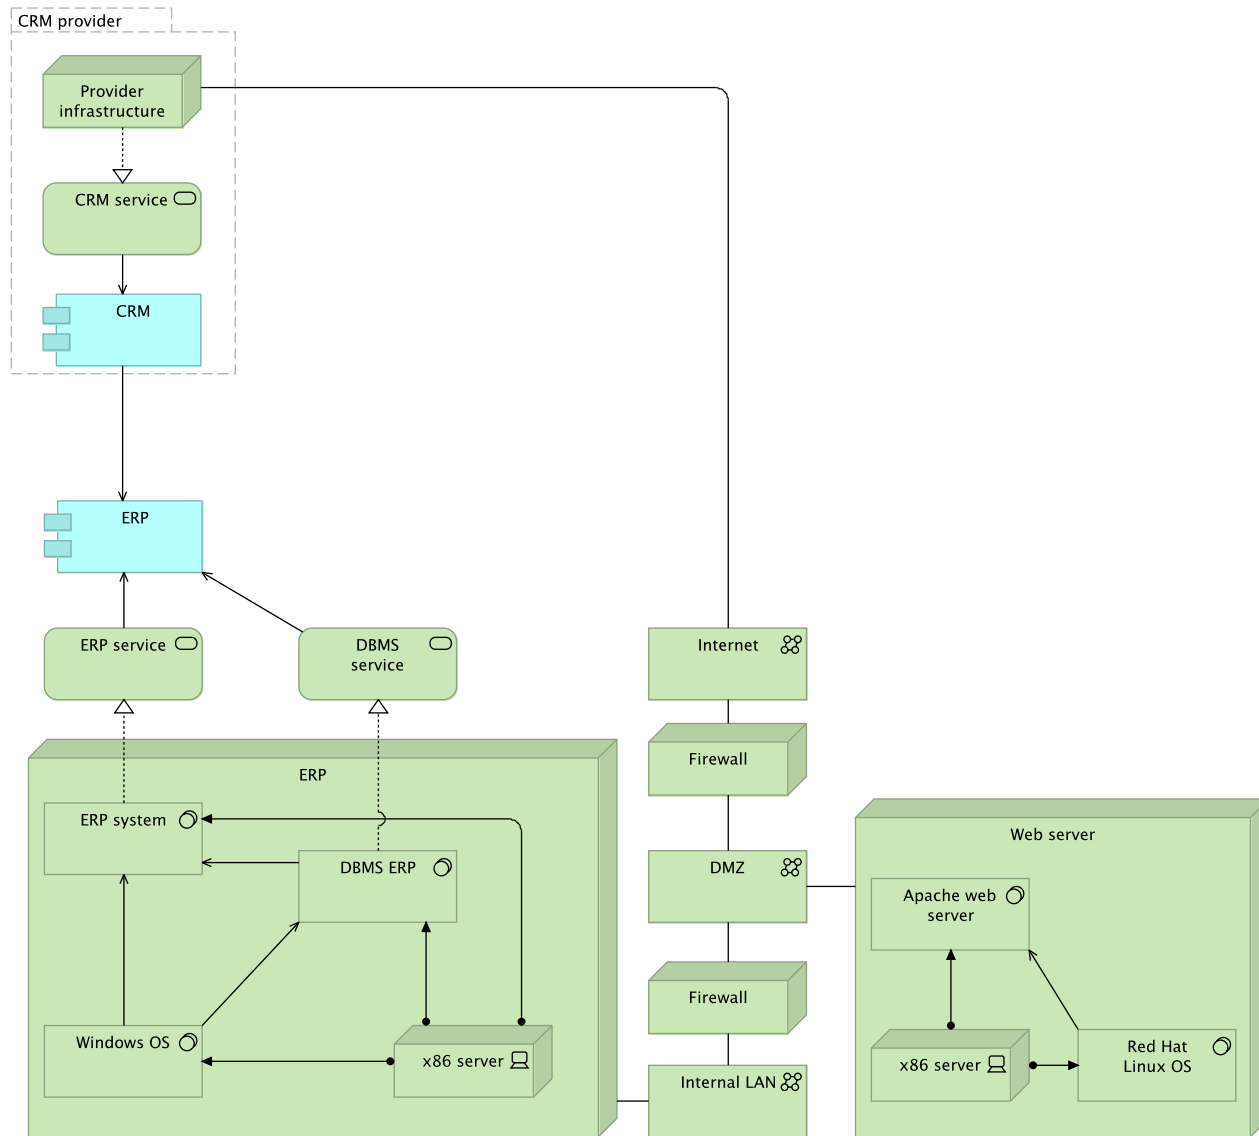 CRM provider
Provider
infrastructure
CRM service
CRM
ERP
ERP service
DBMS
service
Internet
Firewall
ERP
ERP system
DBMS ERP
Windows OS
x86 server
DMZ
Firewall
Internal LAN
Web server
Apache web
server
x86 server
Red Hat
Linux OS